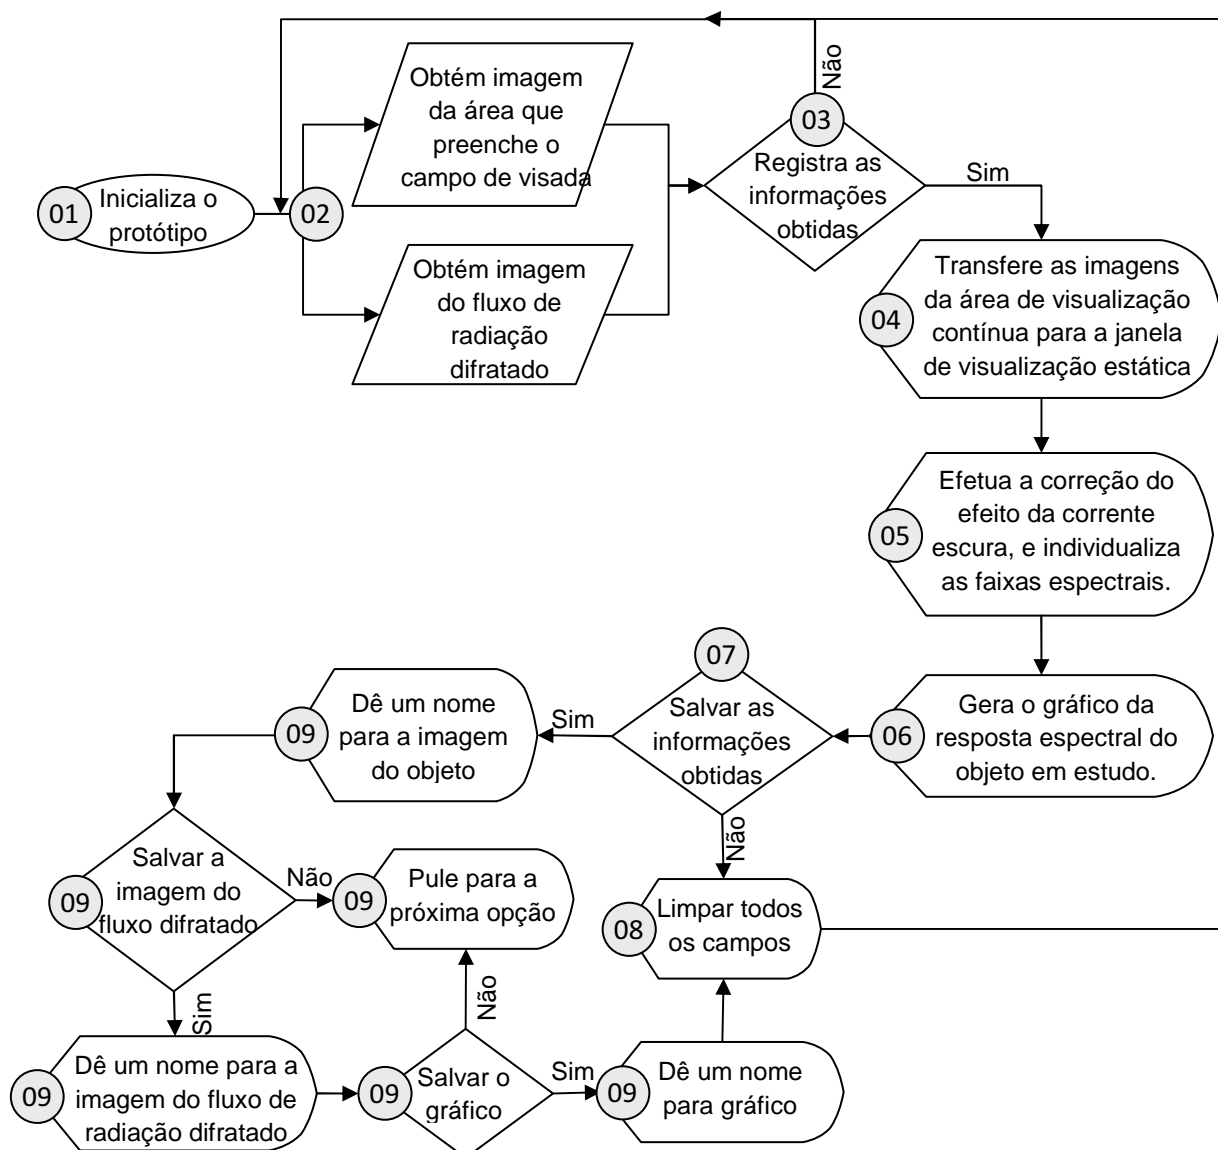 01
Inicializa o
protótipo
02
Obtém imagem
da área que
preenche o
campo de visada
Obtém imagem
do fluxo de
radiação
difratado
Não
03
Registra as
informações
obtidas
Sim
04
Transfere as imagens
da área de visualização
contínua para a janela
de visualização estática
05
Efetua a correção do
efeito da corrente
escura, e individualiza
as faixas espectrais.
06
Gera o gráfico da
resposta espectral do
objeto em estudo.
07
Salvar as
informações
obtidas
Sim
Não
09
Dê um nome
para a imagem
do objeto
09
Salvar a
imagem do
fluxo difratado
Não
Sim
09
Pule para a
próxima opção
08
Limpar todos
os campos
09
Dê um nome para a
imagem do fluxo de
radiação difratado
09
Salvar o
gráfico
Não
Sim
09
Dê um nome
para gráfico